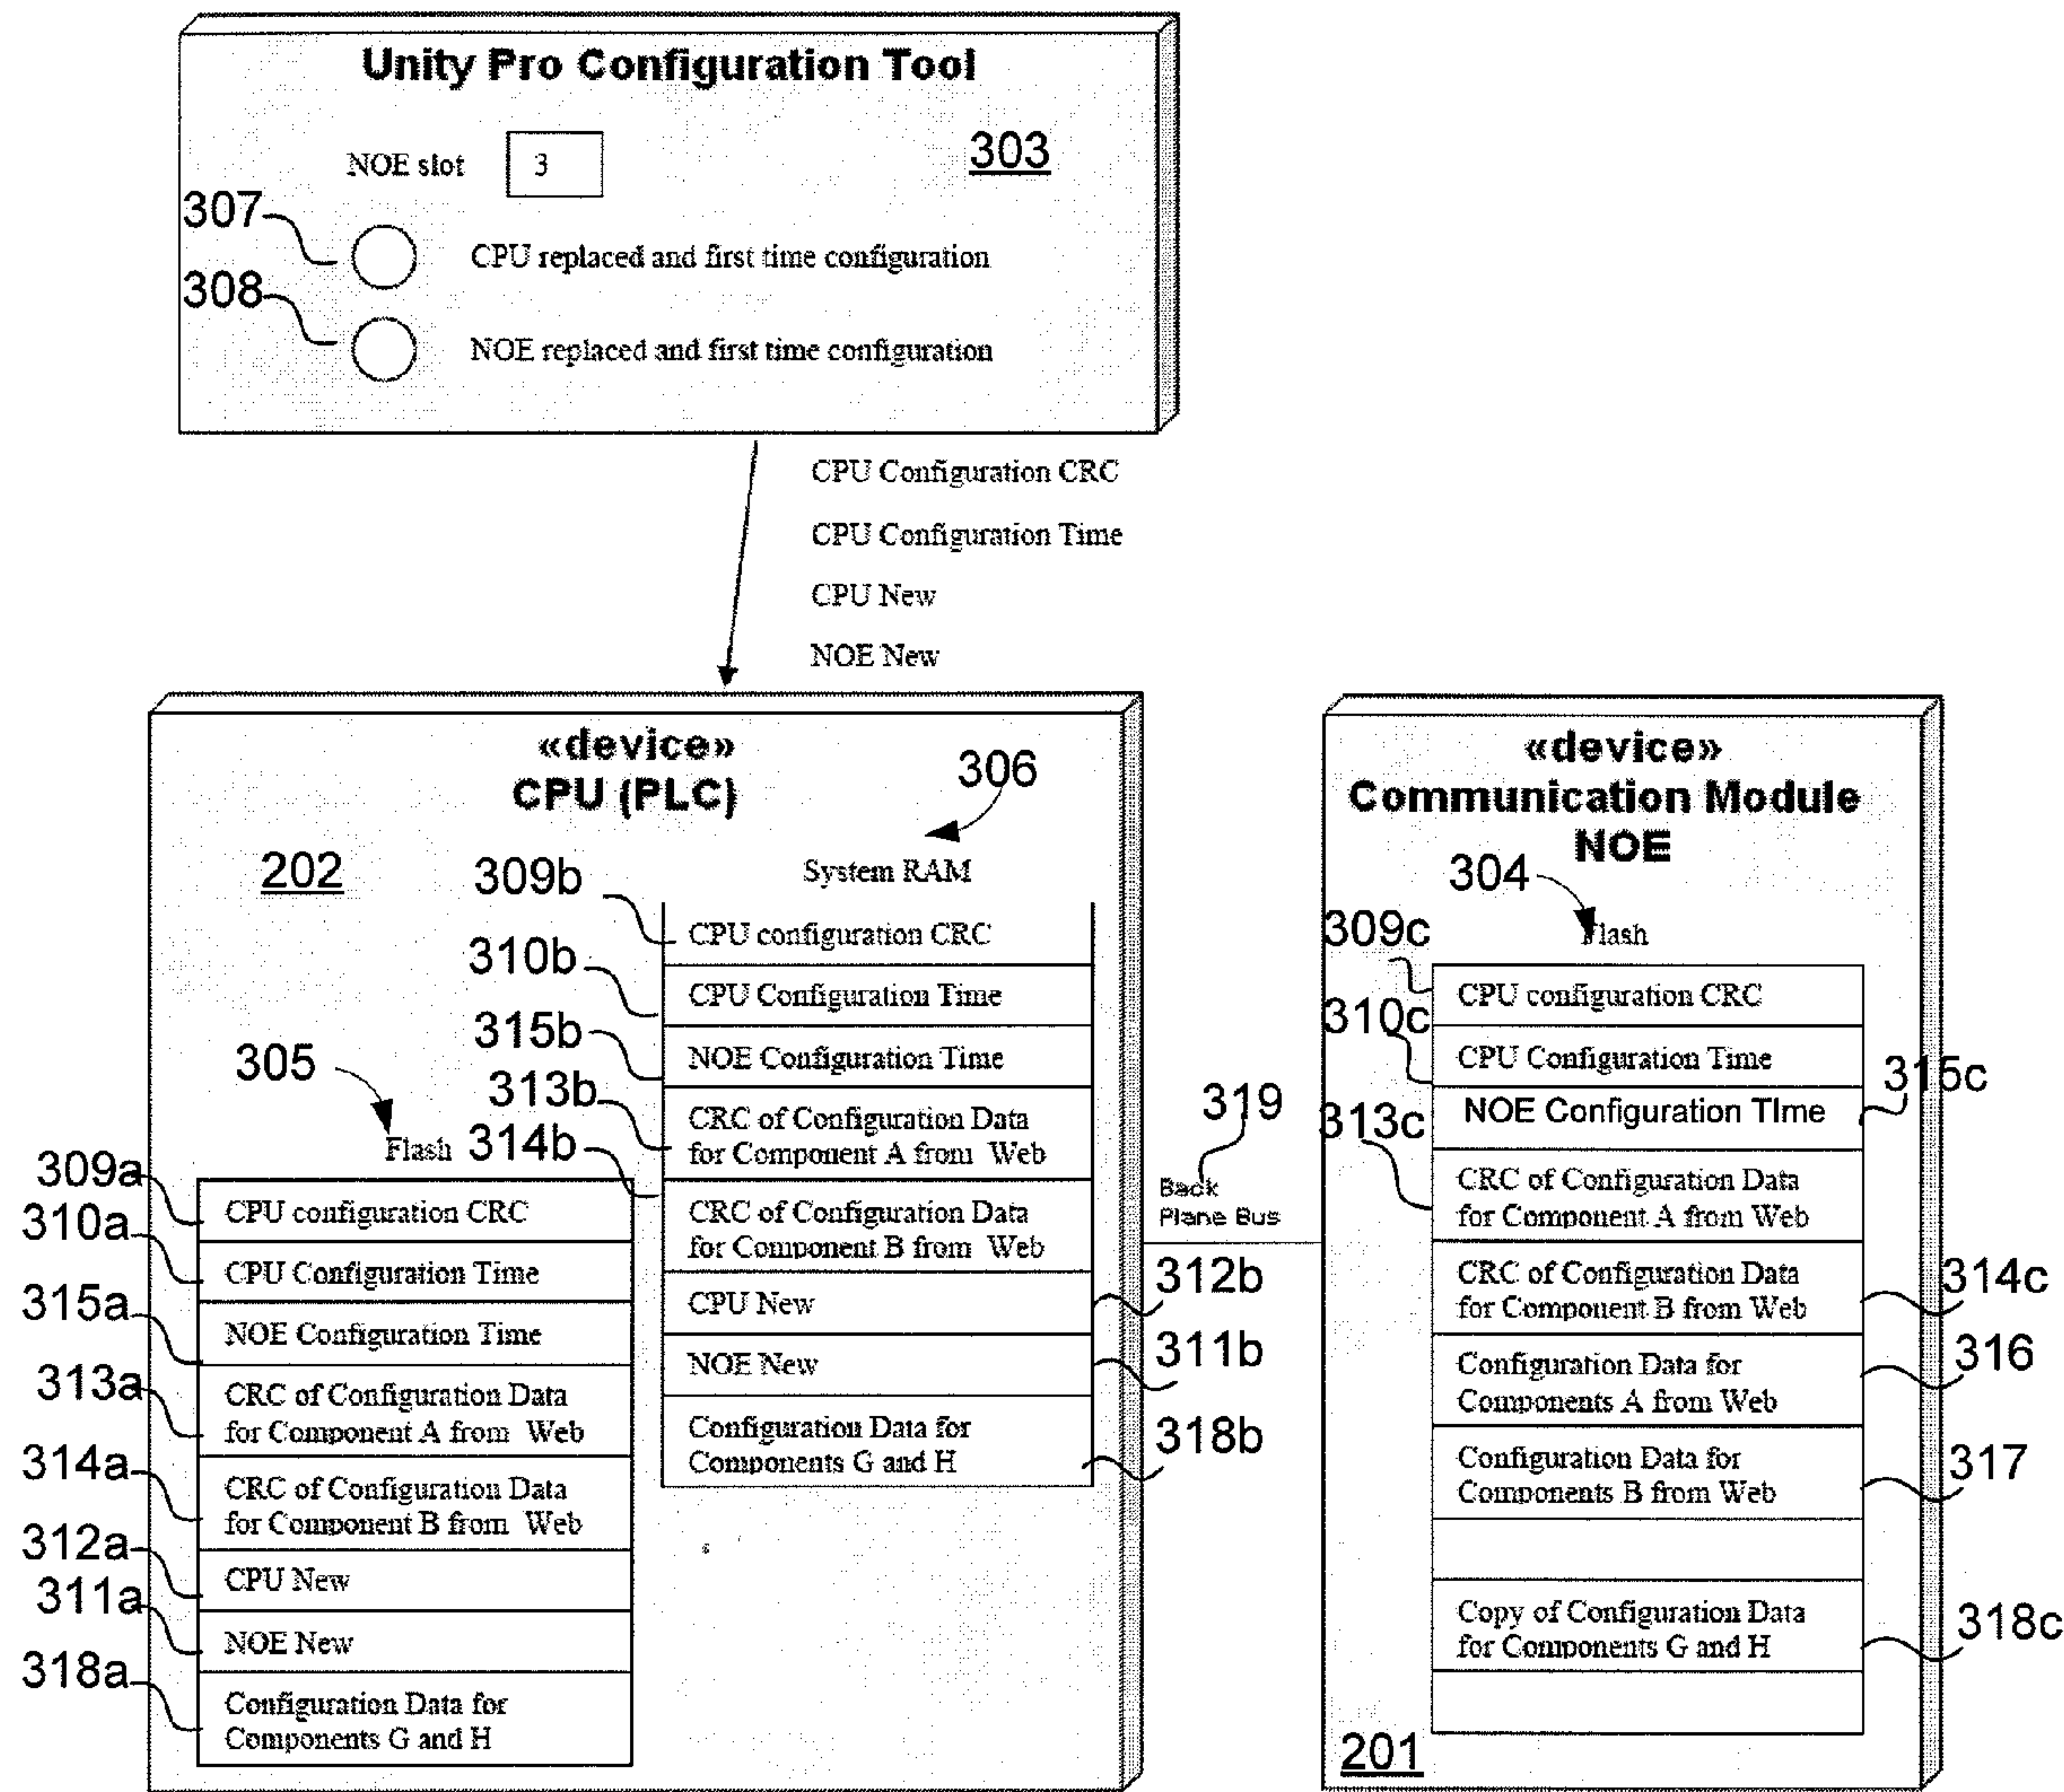 Unity Pro Configuration Tool
NOE slot
3
303
307
CPU replaced and first time configuration
308
NOE replaced and first time configuration
CPU Configuration CRC
CPU Configuration Time
CPU New
NOE New
«device»
CPU (PLC)
306
202
System RAM
309b
CPU configuration CRC
310b
CPU Configuration Time
315b
NOE Configuration Time
313b
CRC of Configuration Data
for Component A from Web
314b
CRC of Configuration Data
for Component B from Web
CPU New
312b
NOE New
311b
Configuration Data for
Components G and H
318b
305
Flash
309a
CPU configuration CRC
310a
CPU Configuration Time
315a
NOE Configuration Time
313a
CRC of Configuration Data
for Component A from Web
314a
CRC of Configuration Data
for Component B from Web
312a
CPU New
311a
NOE New
318a
Configuration Data for
Components G and H
319
Back
Plane Bus
«device»
Communication Module
NOE
304
Flash
309c
CPU configuration CRC
310c
CPU Configuration Time
315c
NOE Configuration TIme
313c
CRC of Configuration Data
for Component A from Web
CRC of Configuration Data
for Component B from Web
314c
Configuration Data for
Components A from Web
316
Configuration Data for
Components B from Web
317
Copy of Configuration Data
for Components G and H
318c
201